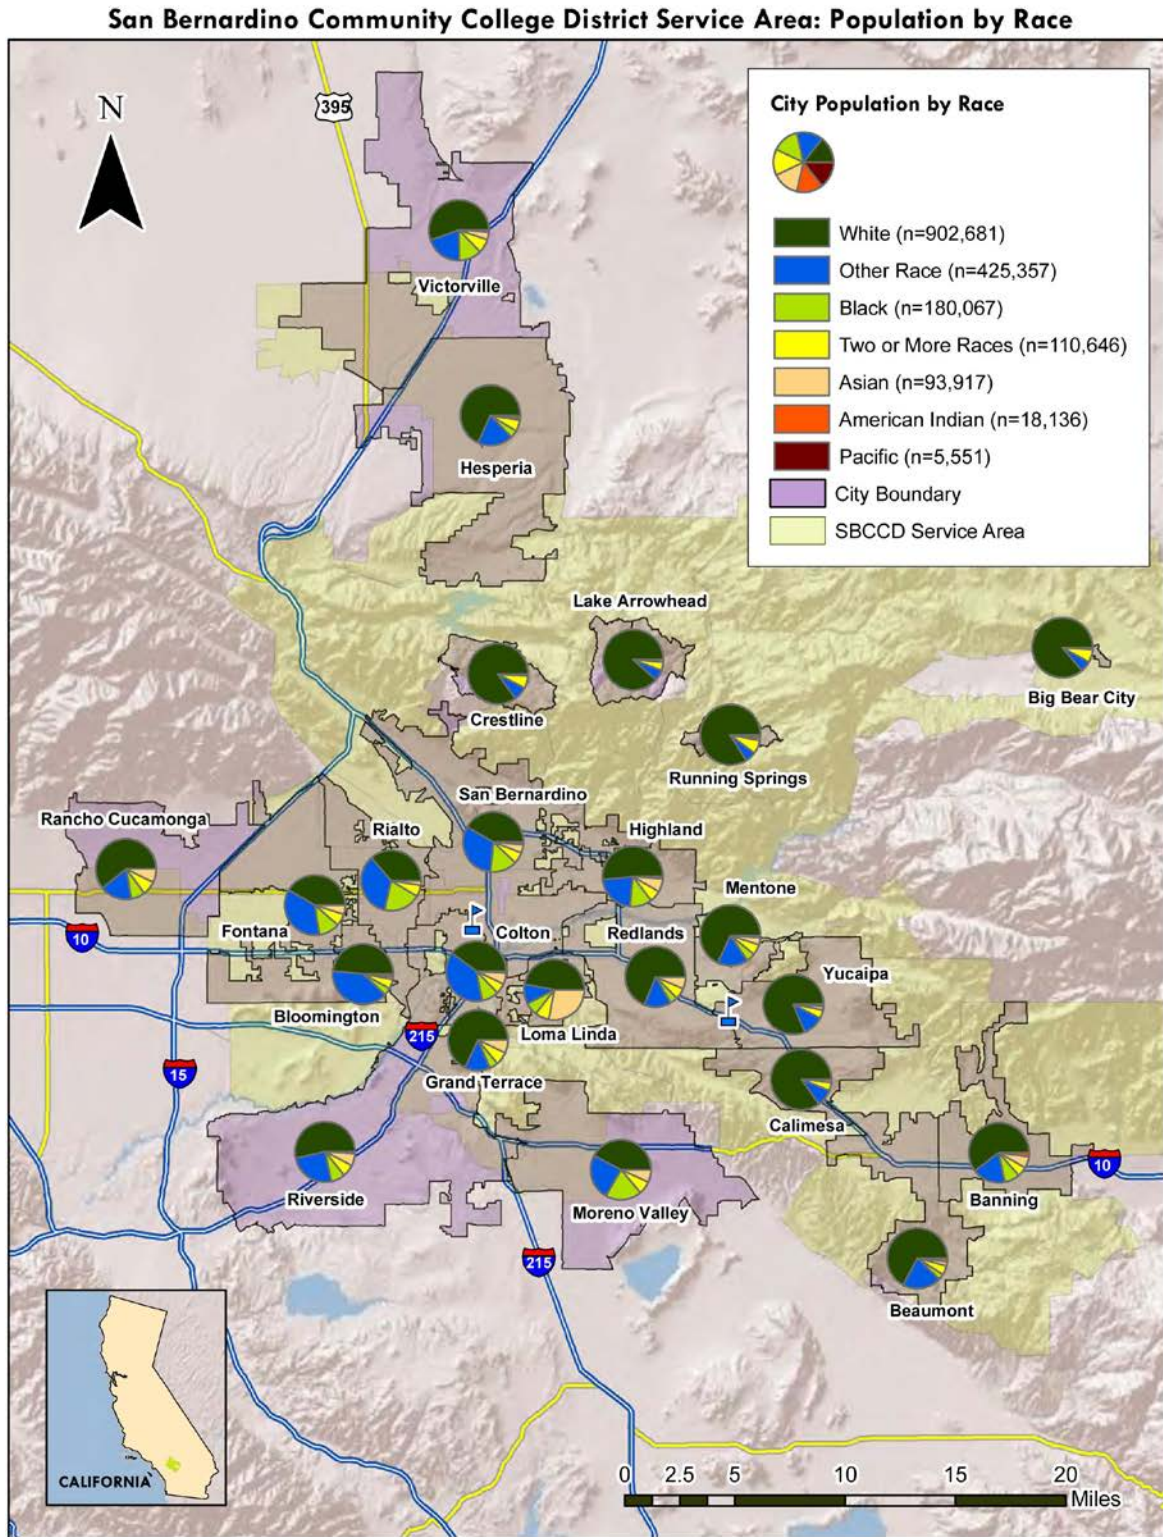 San Bernardino Community College District Service Area: Population by Race
395
N
City Population by Race
White (n=902,681)
Other Race (n=425,357)
Black (n=180,067)
Two or More Races (n=110,646)
Asian (n=93,917)
American Indian (n=18,136)
Pacific (n=5,551)
City Boundary
SBCCD Service Area
Victorville
Hesperia
Lake Arrowhead
Crestline
Big Bear City
Running Springs
San Bernardino
Rancho Cucamonga
Rialto
Highland
Mentone
Fontana
Colton
Redlands
10
Yucaipa
Bloomington
Loma Linda
215
15
Grand Terrace
Calimesa
10
Riverside
Moreno Valley
Banning
215
Beaumont
CALIFORNIA
0 2.5 5 10 15 20
Miles